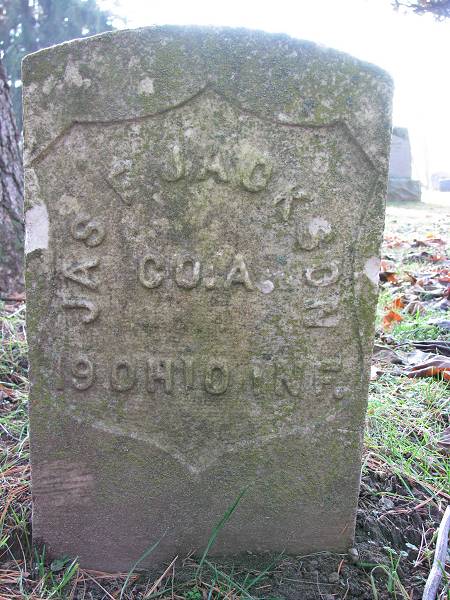 JAS. F. JACKSON
CO. A.
19 OHIO INF.